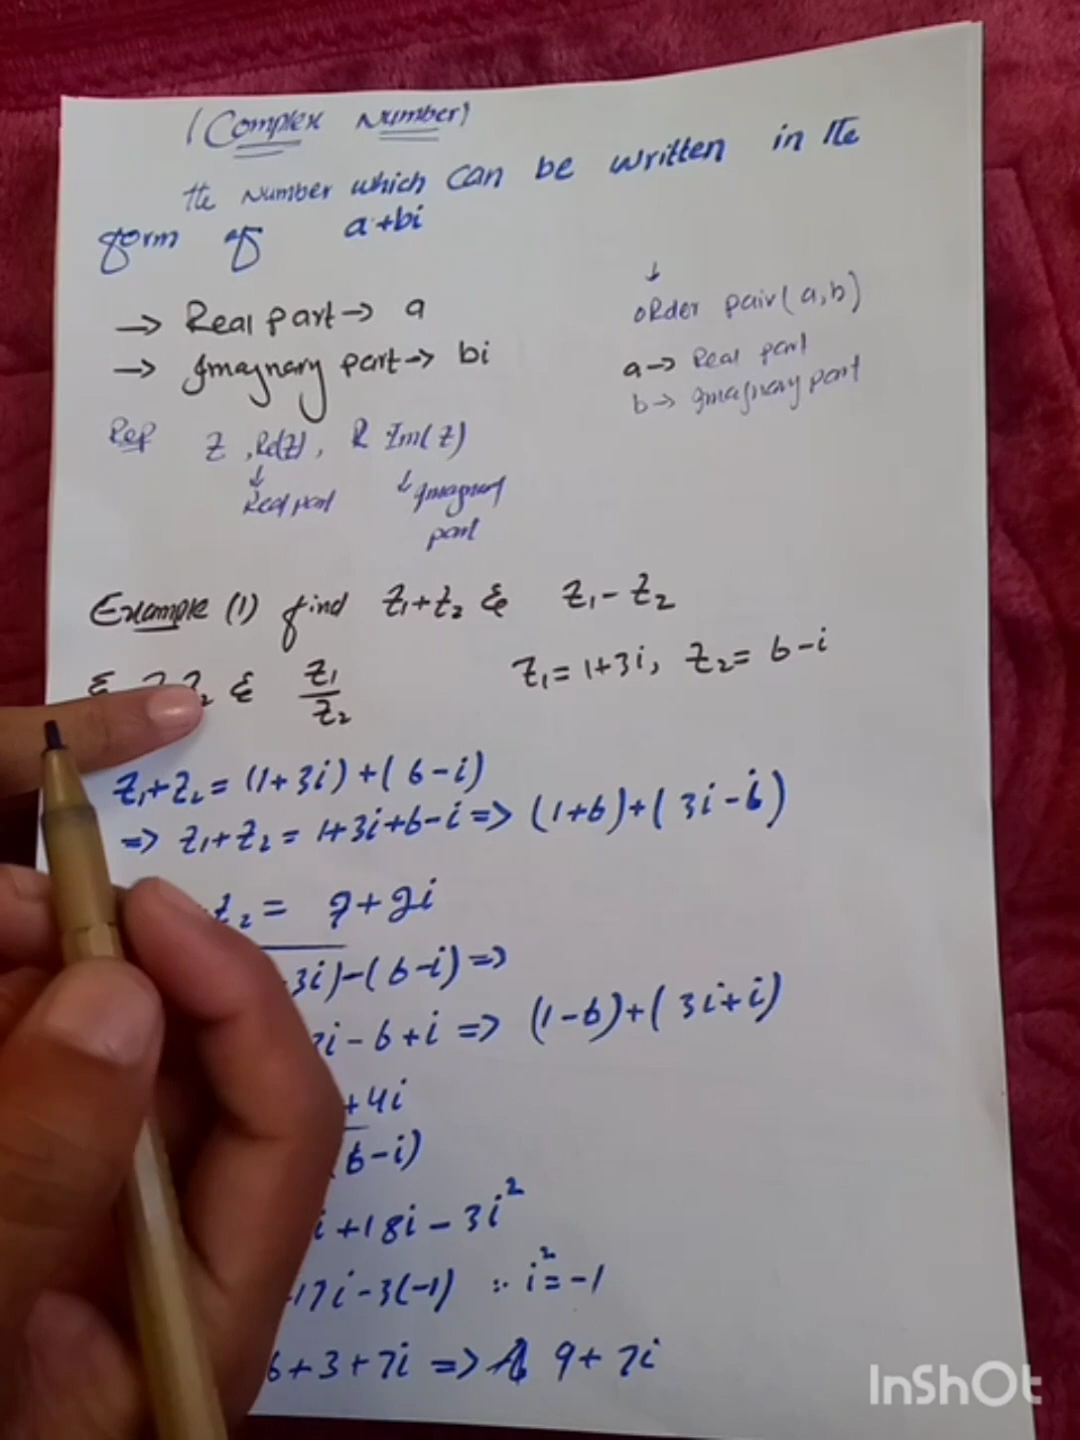 (Complex Number)
the Number which can be written in the
form of a+bi
→ Real part → a
→ Imagnary part → bi
↓
oRder pair(a,b)
a → Real part
b → Imagnary part
Rep Z, Re(Z), R Im(Z)
↓ Real part ↓ Imagnary part
Example (1) find Z₁+Z₂ & Z₁-Z₂
& Z₂ & Z₁/Z₂ Z₁=1+3i, Z₂=6-i
Z₁+Z₂ = (1+3i)+(6-i)
=> Z₁+Z₂ = 1+3i+6-i => (1+6)+(3i-i)
Z₂ = 7+2i
3i)-(6-i) =>
i-6+i => (1-6)+(3i+i)
+4i
(6-i)
i+18i-3i²
17i-3(-1) ∵ i²=-1
6+3+7i => 9+7i
InShOt